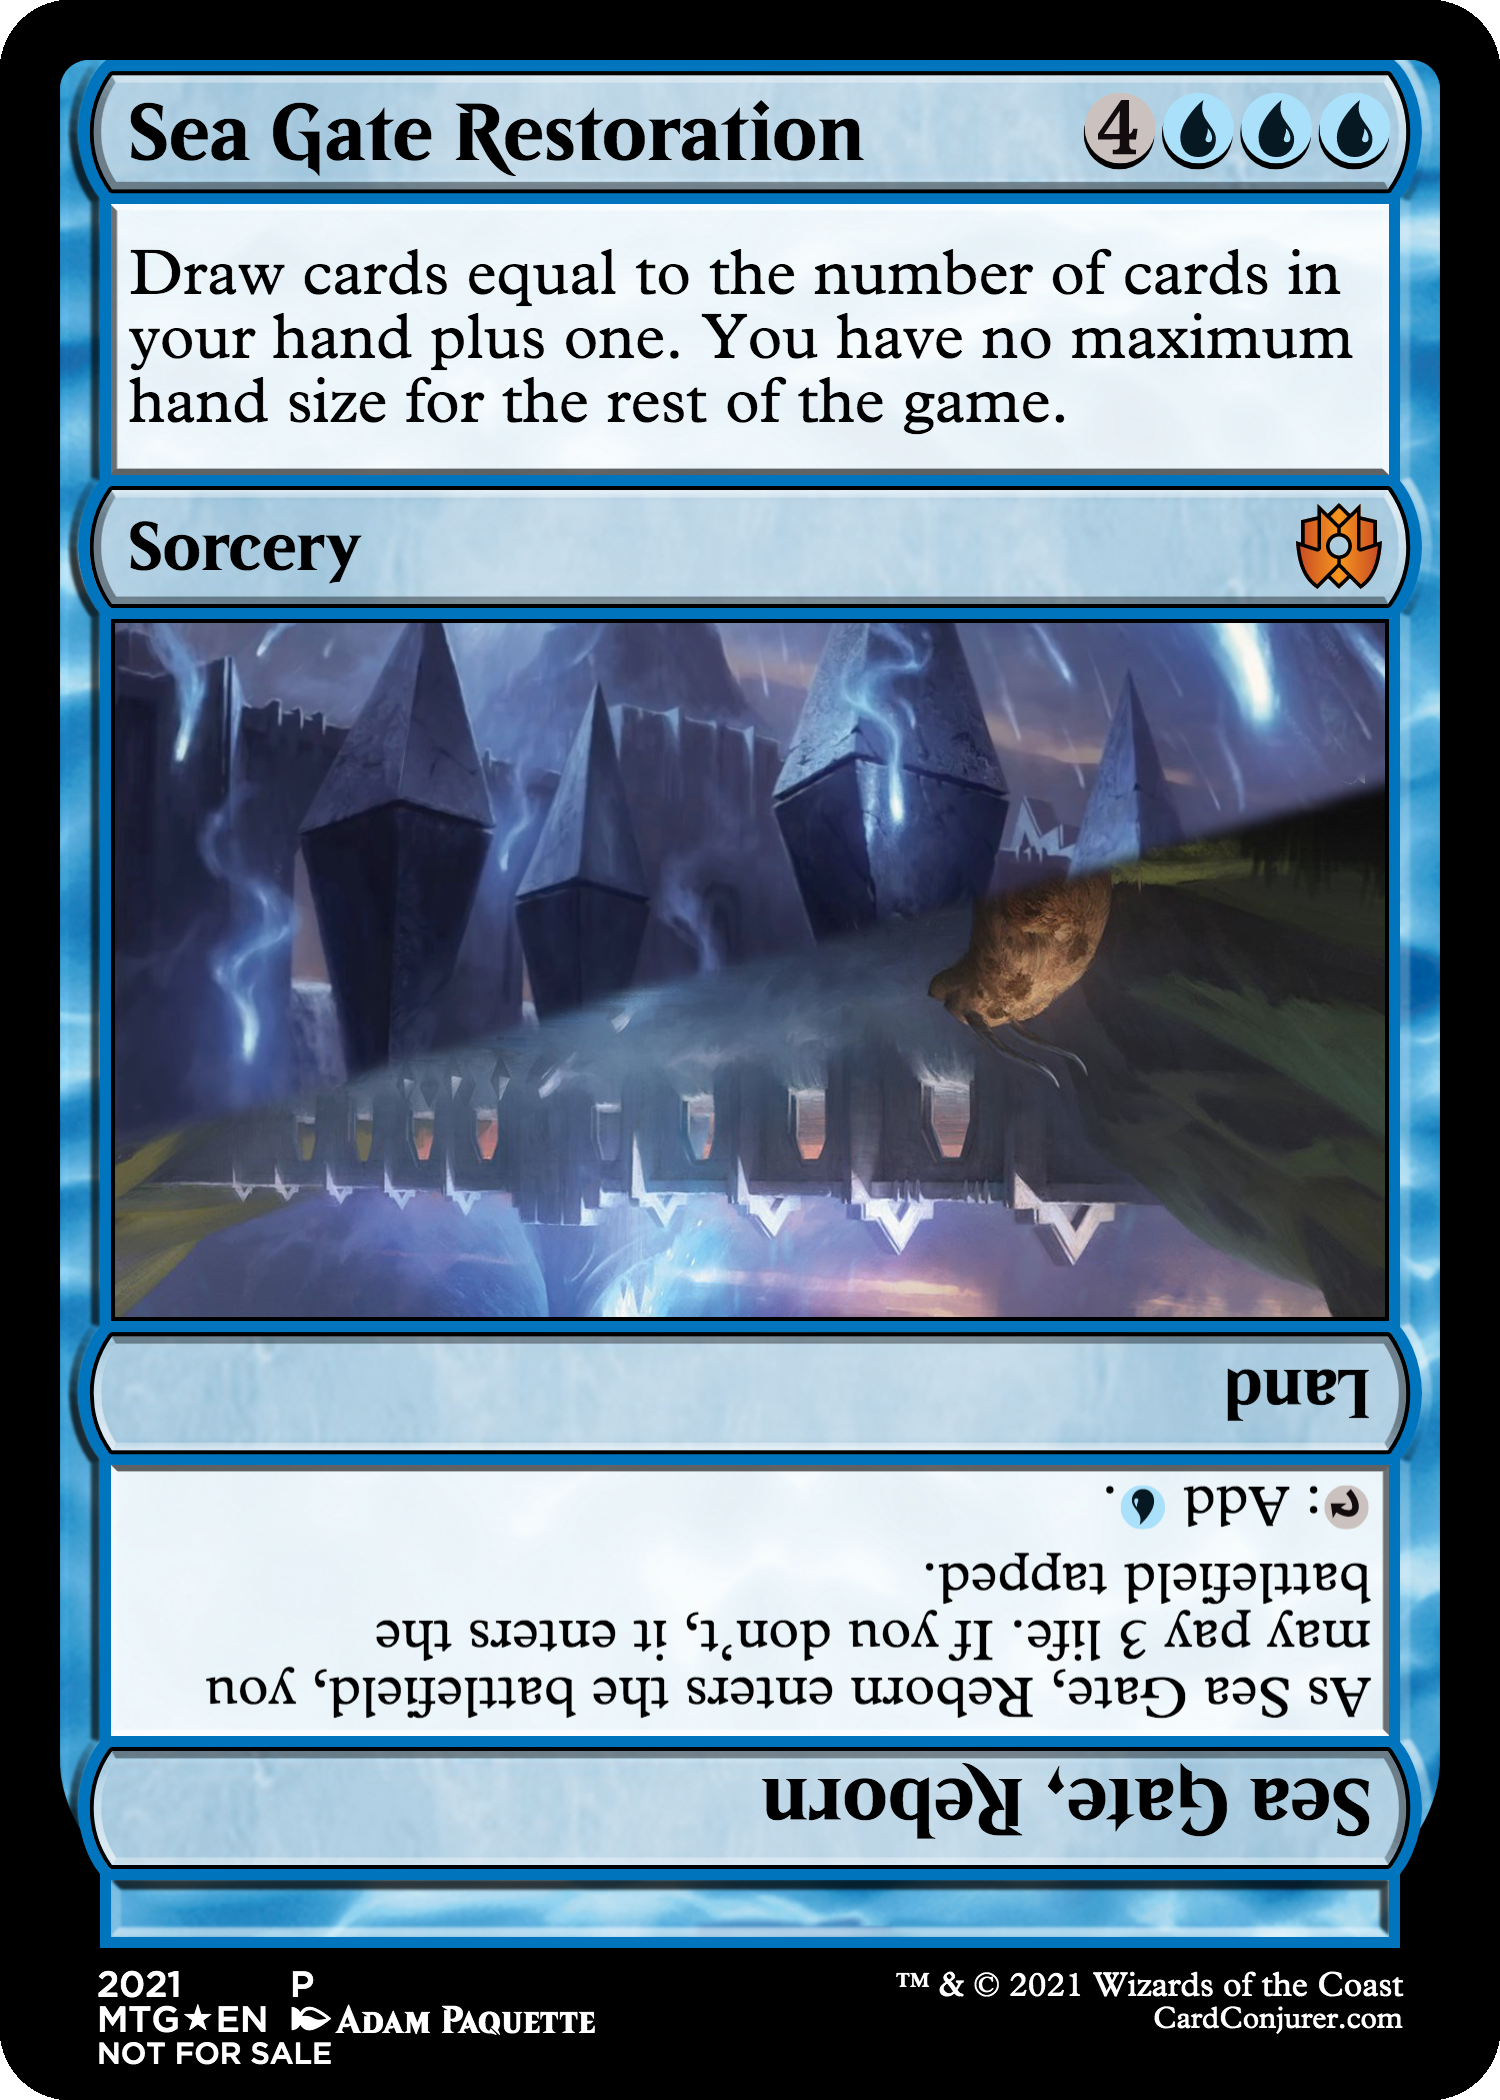 Sea Gate Restoration 4
Draw cards equal to the number of cards in
your hand plus one. You have no maximum
hand size for the rest of the game.
Sorcery
Sea Gate, Reborn
As Sea Gate, Reborn enters the battlefield, you
may pay 3 life. If you don't, it enters the
battlefield tapped.
: Add .
Land
2021 P
MTG★EN ADAM PAQUETTE
NOT FOR SALE
™ & © 2021 Wizards of the Coast
CardConjurer.com